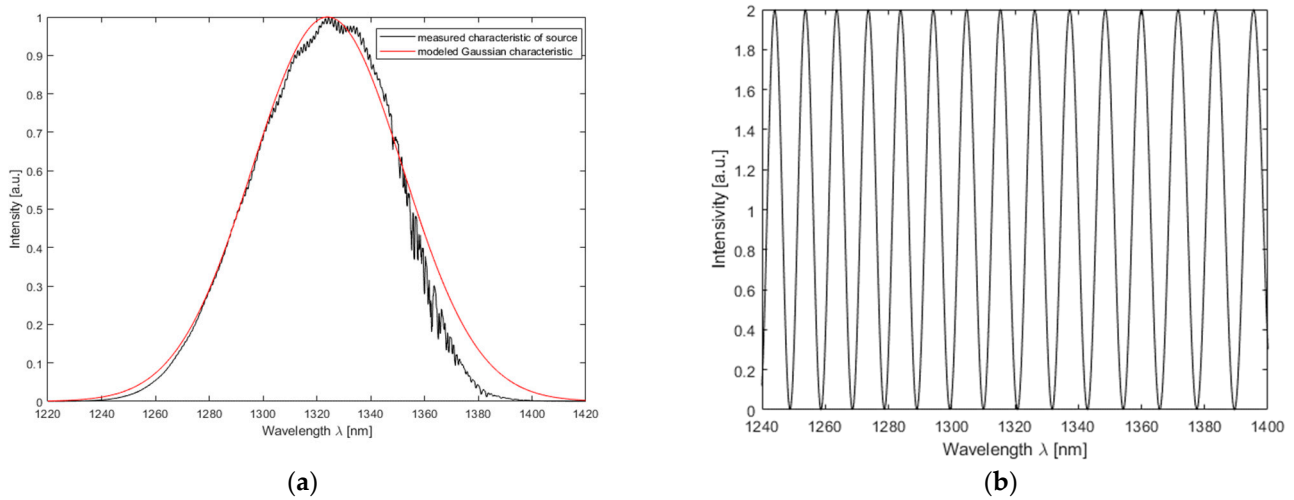 1
0.9
0.8
0.7
0.6
0.5
0.4
0.3
0.2
0.1
0
Intensity [a.u.]
measured characteristic of source
modeled Gaussian characteristic
1220 1240 1260 1280 1300 1320 1340 1360 1380 1400 1420
Wavelength λ [nm]
(a)
2
1.8
1.6
1.4
1.2
1
0.8
0.6
0.4
0.2
0
Intensivity [a.u.]
1240 1260 1280 1300 1320 1340 1360 1380 1400
Wavelength λ [nm]
(b)